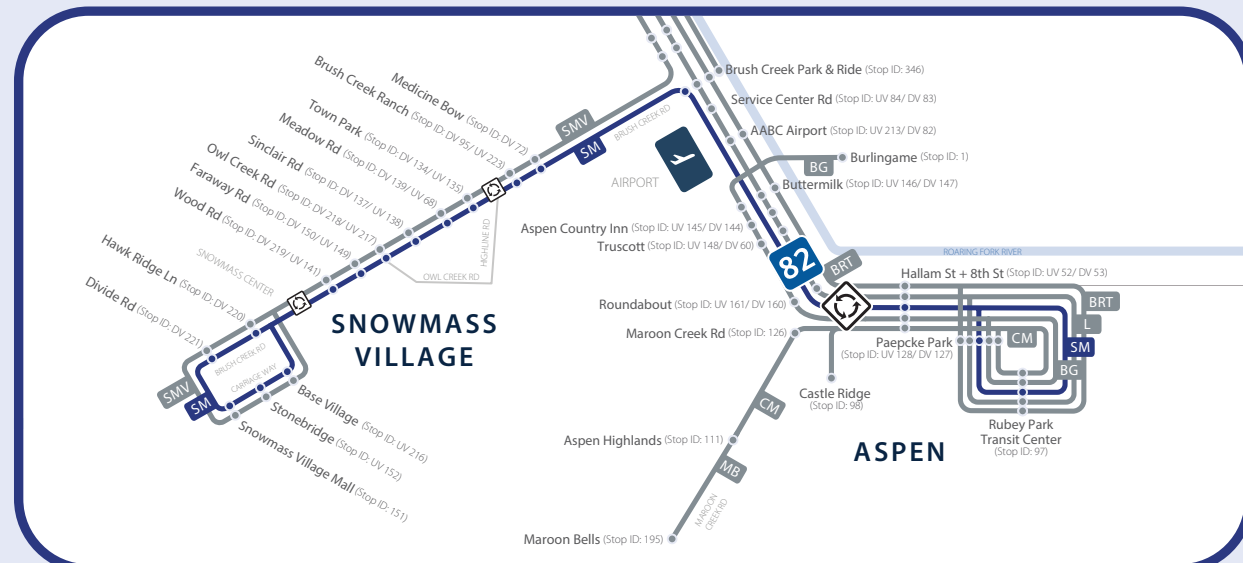 Brush Creek Park & Ride (Stop ID: 346)
Service Center Rd (Stop ID: UV 84/ DV 83)
AABC Airport (Stop ID: UV 213/ DV 82)
Burlingame (Stop ID: 1)
BG
Buttermilk (Stop ID: UV 146/ DV 147)
Medicine Bow (Stop ID: DV 72)
Brush Creek Ranch (Stop ID: DV 95/ UV 223)
Town Park (Stop ID: DV 134/ UV 135)
Meadow Rd (Stop ID: DV 139/ UV 68)
Sinclair Rd (Stop ID: DV 137/ UV 138)
Owl Creek Rd (Stop ID: DV 218/ UV 217)
Faraway Rd (Stop ID: DV 150/ UV 149)
Wood Rd (Stop ID: DV 219/ UV 141)
Hawk Ridge Ln (Stop ID: DV 220)
Divide Rd (Stop ID: DV 221)
SMV
SM
BRUSH CREEK RD
AIRPORT
HIGHLINE RD
OWL CREEK RD
SNOWMASS CENTER
SNOWMASS
VILLAGE
BRUSH CREEK RD
CARRIAGE WAY
SMV
SM
Base Village (Stop ID: UV 216)
Stonebridge (Stop ID: UV 152)
Snowmass Village Mall (Stop ID: 151)
Aspen Country Inn (Stop ID: UV 145/ DV 144)
Truscott (Stop ID: UV 148/ DV 60)
82
BRT
ROARING FORK RIVER
Hallam St + 8th St (Stop ID: UV 52/ DV 53)
Roundabout (Stop ID: UV 161/ DV 160)
Maroon Creek Rd (Stop ID: 126)
Paepcke Park
(Stop ID: UV 128/ DV 127)
CM
BRT
L
SM
BG
Castle Ridge
(Stop ID: 98)
CM
Rubey Park
Transit Center
(Stop ID: 97)
ASPEN
Aspen Highlands (Stop ID: 111)
MB
MAROON
CREEK RD
Maroon Bells (Stop ID: 195)